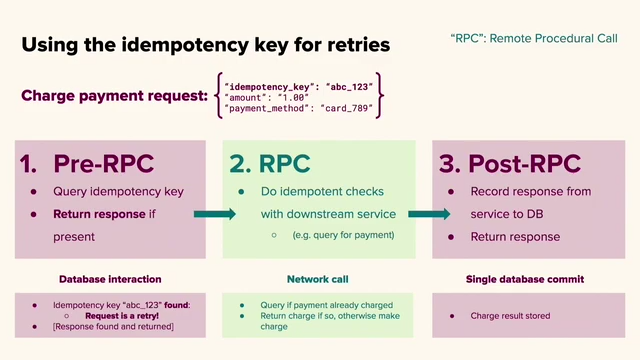 Using the idempotency key for retries
“RPC”: Remote Procedural Call
Charge payment request:
“idempotency_key”: “abc_123”
“amount”: “1.00”
“payment_method”: “card_789”
1. Pre-RPC
● Query idempotency key
● Return response if
present
2. RPC
● Do idempotent checks
with downstream service
○ (e.g. query for payment)
3. Post-RPC
● Record response from
service to DB
● Return response
Database interaction
● Idempotency key “abc_123” found:
○ Request is a retry!
● [Response found and returned]
Network call
● Query if payment already charged
● Return charge if so, otherwise make
charge
Single database commit
● Charge result stored